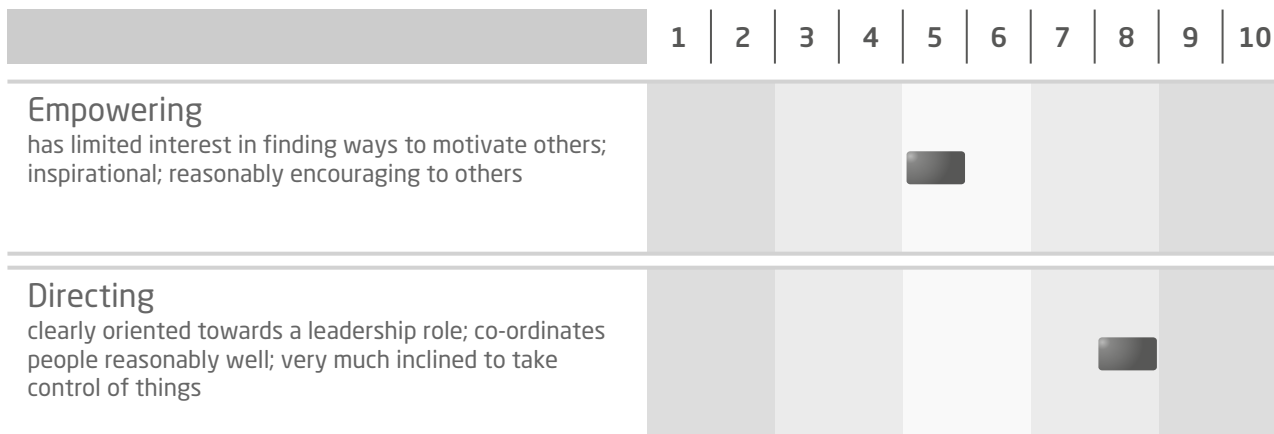 1 2 3 4 5 6 7 8 9 10
Empowering
has limited interest in finding ways to motivate others;
inspirational; reasonably encouraging to others
Directing
clearly oriented towards a leadership role; co-ordinates
people reasonably well; very much inclined to take
control of things